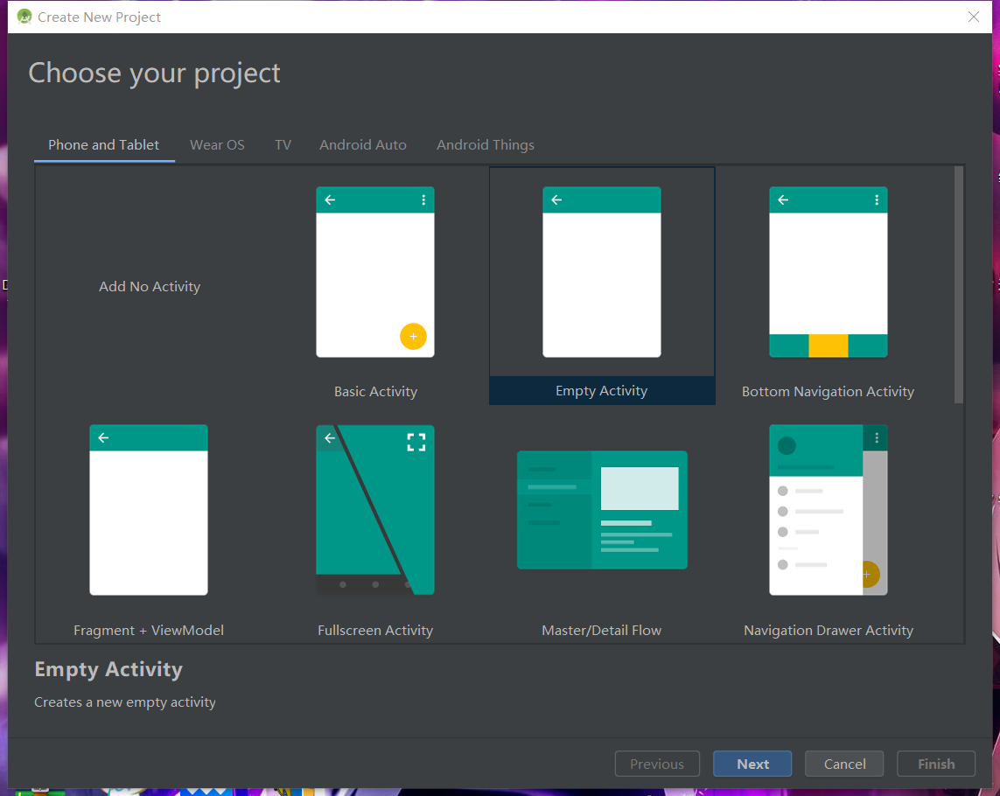 Create New Project
Choose your project
Phone and Tablet
Wear OS
TV
Android Auto
Android Things
Add No Activity
Basic Activity
Empty Activity
Bottom Navigation Activity
Fragment + ViewModel
Fullscreen Activity
Master/Detail Flow
Navigation Drawer Activity
Empty Activity
Creates a new empty activity
Previous
Next
Cancel
Finish